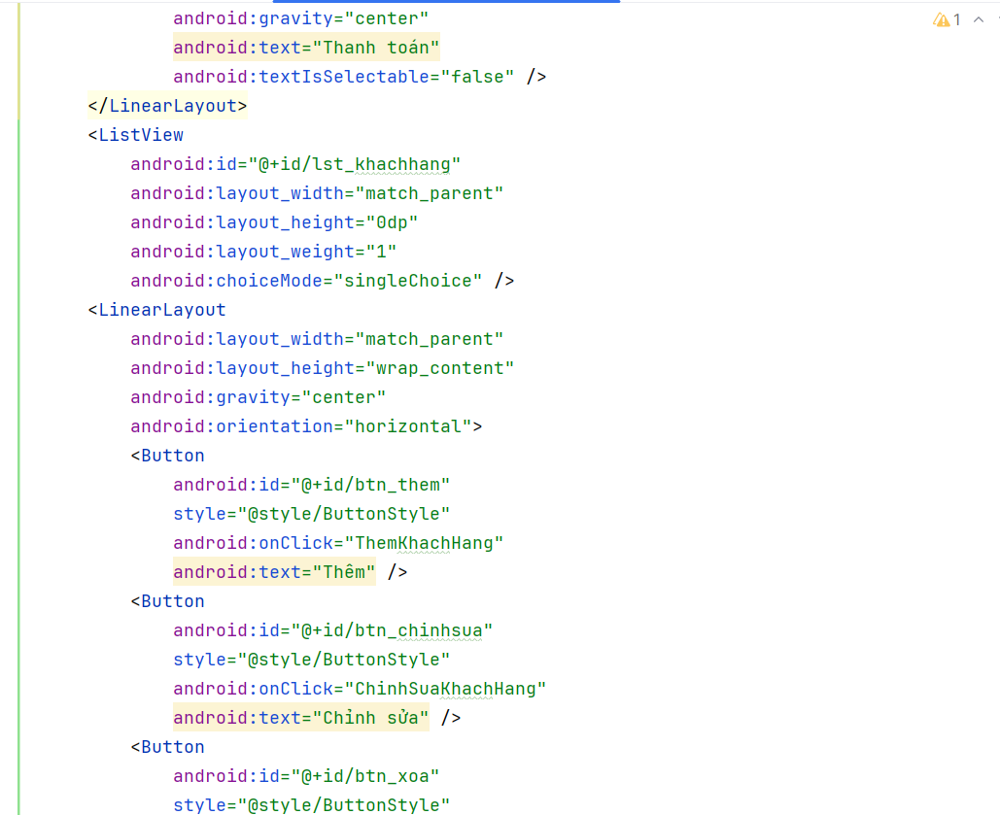 1
android:gravity="center"
android:text="Thanh toán"
android:textIsSelectable="false" />
</LinearLayout>
<ListView
android:id="@+id/lst_khachhang"
android:layout_width="match_parent"
android:layout_height="0dp"
android:layout_weight="1"
android:choiceMode="singleChoice" />
<LinearLayout
android:layout_width="match_parent"
android:layout_height="wrap_content"
android:gravity="center"
android:orientation="horizontal">
<Button
android:id="@+id/btn_them"
style="@style/ButtonStyle"
android:onClick="ThemKhachHang"
android:text="Thêm" />
<Button
android:id="@+id/btn_chinhsua"
style="@style/ButtonStyle"
android:onClick="ChinhSuaKhachHang"
android:text="Chỉnh sửa" />
<Button
android:id="@+id/btn_xoa"
style="@style/ButtonStyle"